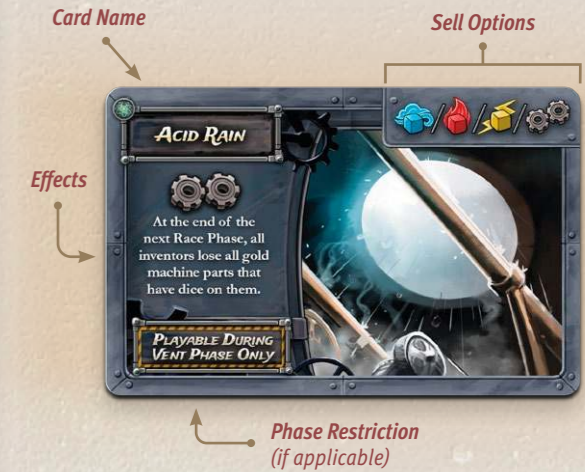 Card Name
Sell Options
ACID RAIN
Effects
At the end of the
next Race Phase, all
inventors lose all gold
machine parts that
have dice on them.
PLAYABLE DURING
VENT PHASE ONLY
Phase Restriction
(if applicable)